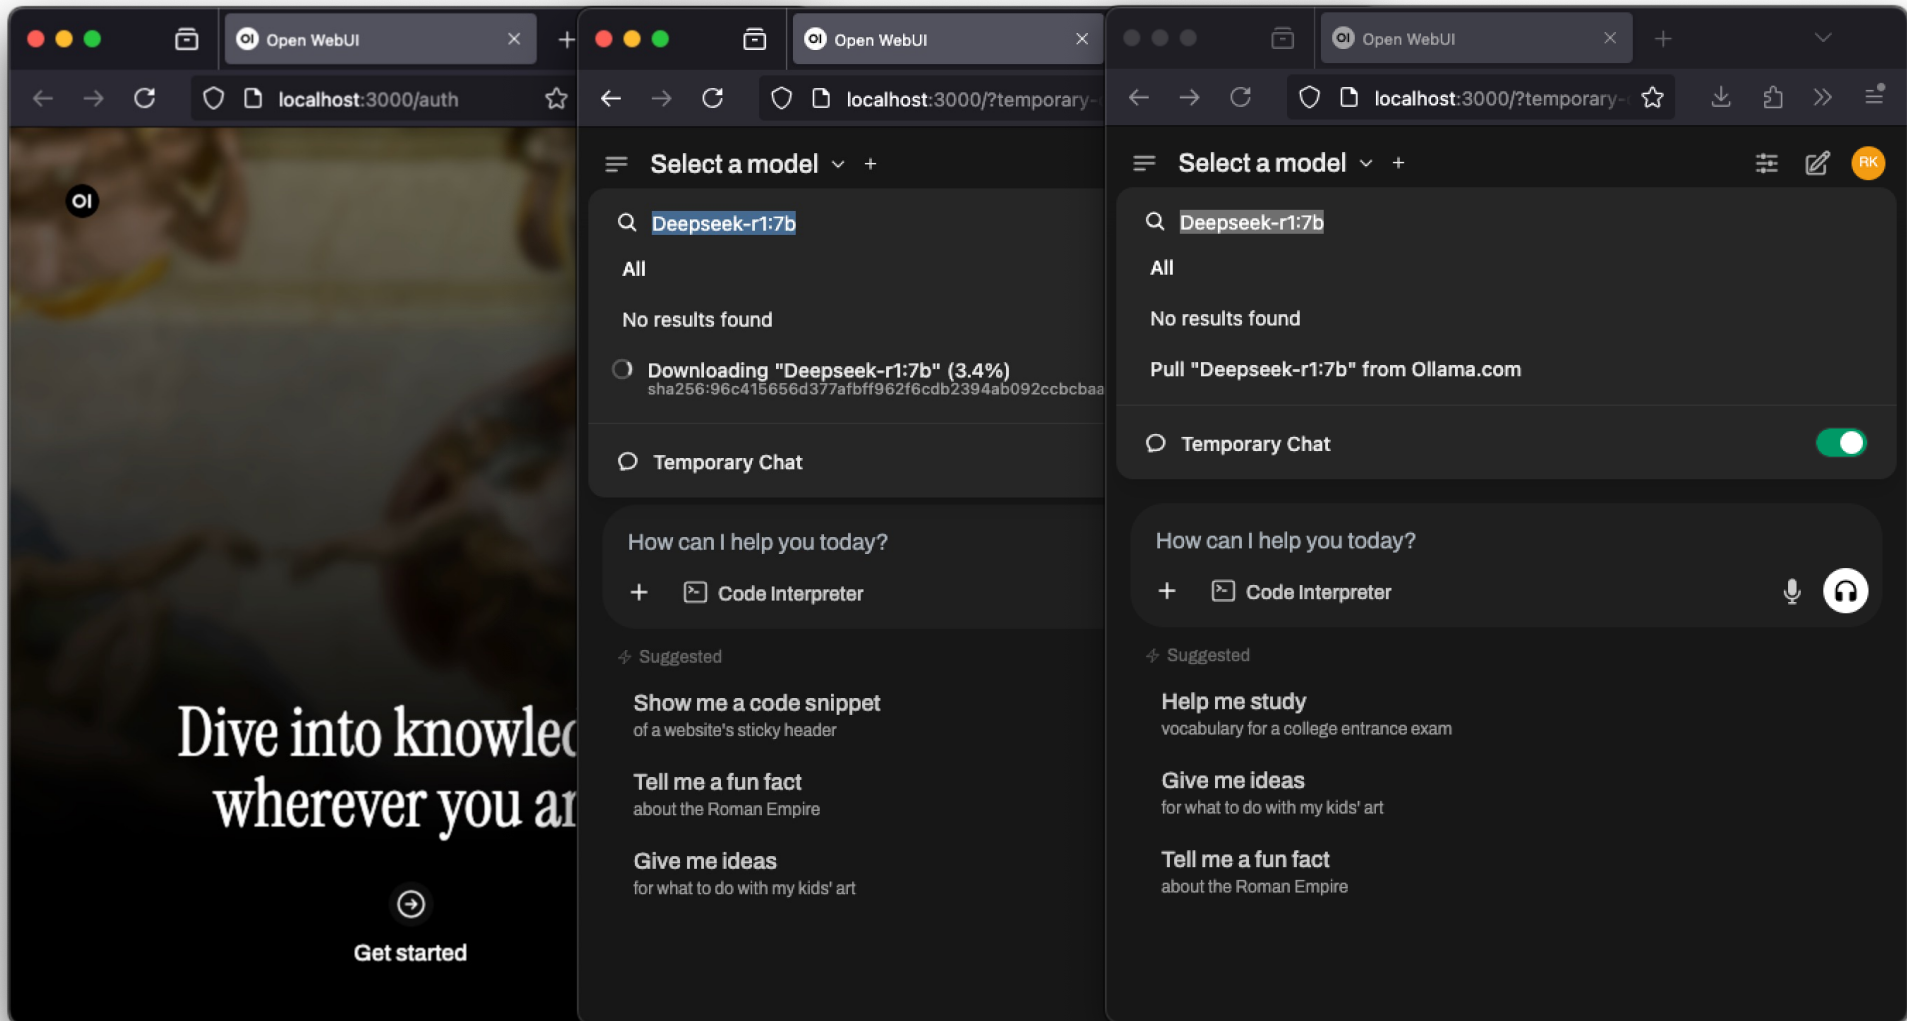 OI Open WebUI
localhost:3000/auth
OI
Dive into knowled
wherever you ar
Get started
OI Open WebUI
localhost:3000/?temporary-
Select a model
Deepseek-r1:7b
All
No results found
Downloading "Deepseek-r1:7b" (3.4%)
sha256:96c415656d377afbff962f6cdb2394ab092ccbcbaa
Temporary Chat
How can I help you today?
Code Interpreter
Suggested
Show me a code snippet
of a website's sticky header
Tell me a fun fact
about the Roman Empire
Give me ideas
for what to do with my kids' art
OI Open WebUI
localhost:3000/?temporary-
Select a model
RK
Deepseek-r1:7b
All
No results found
Pull "Deepseek-r1:7b" from Ollama.com
Temporary Chat
How can I help you today?
Code Interpreter
Suggested
Help me study
vocabulary for a college entrance exam
Give me ideas
for what to do with my kids' art
Tell me a fun fact
about the Roman Empire